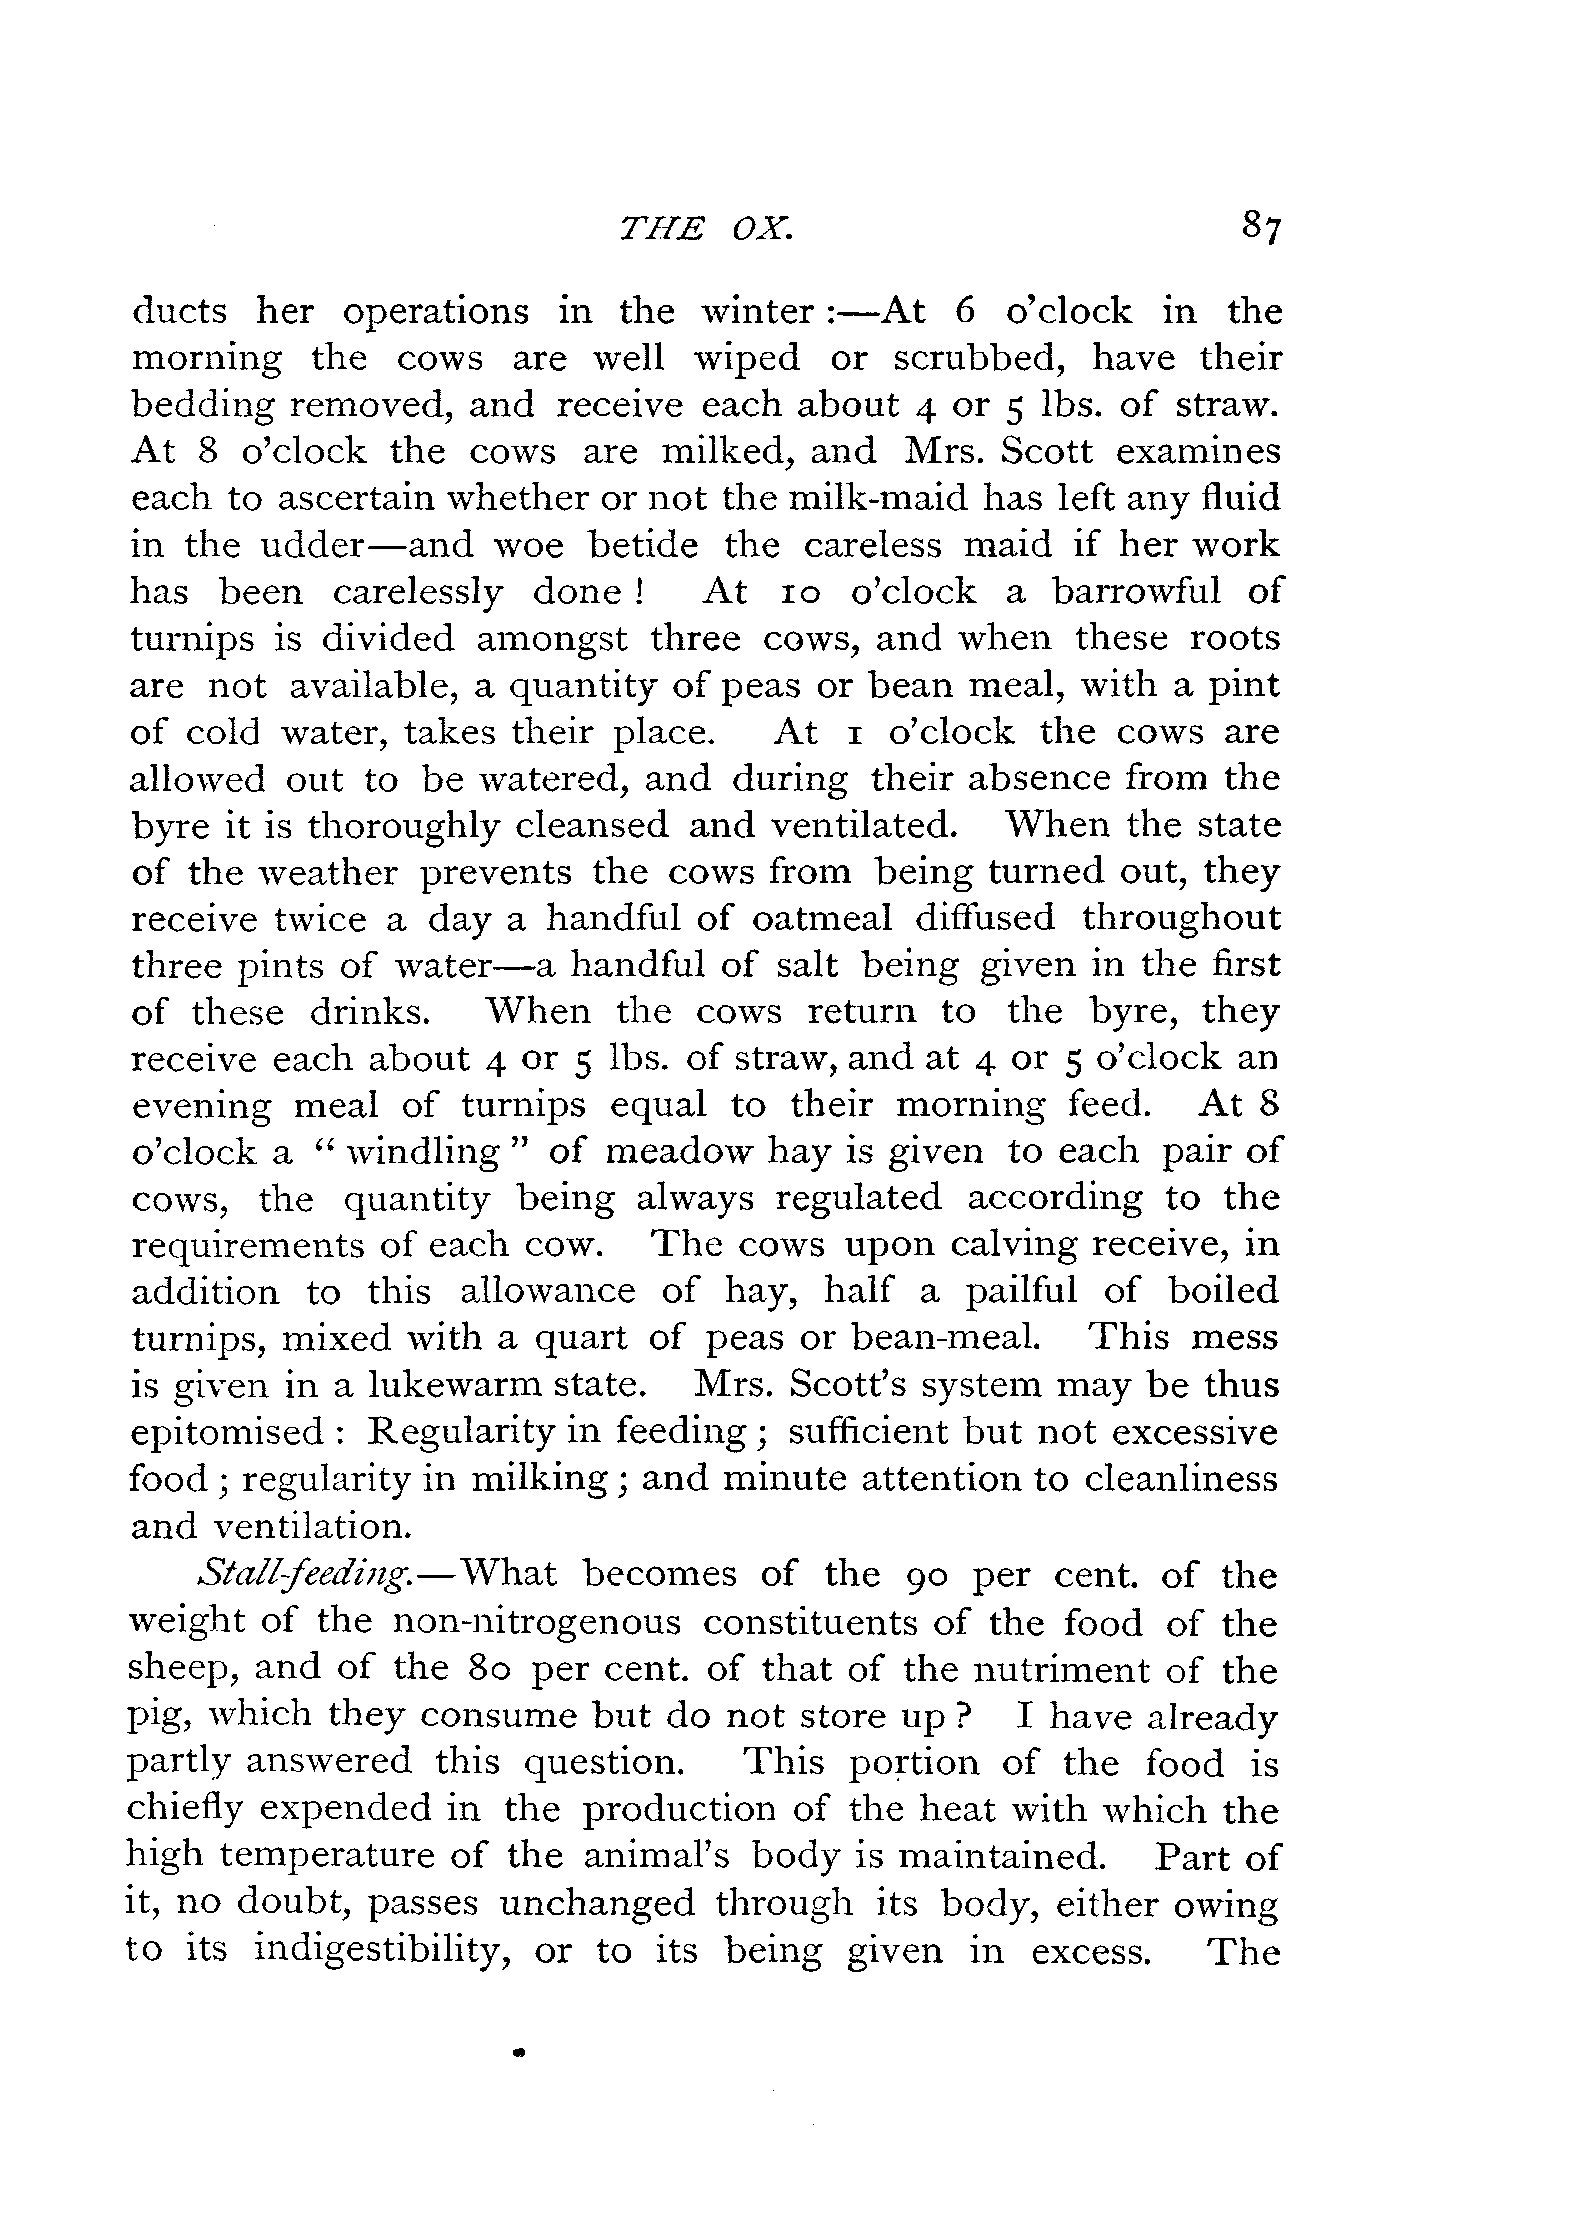 THE OX. 87
ducts her operations in the winter :—At 6 o'clock in the
morning the cows are well wiped or scrubbed, have their
bedding removed, and receive each about 4 or 5 lbs. of straw.
At 8 o'clock the cows are milked, and Mrs. Scott examines
each to ascertain whether or not the milk-maid has left any fluid
in the udder—and woe betide the careless maid if her work
has been carelessly done ! At 10 o'clock a barrowful of
turnips is divided amongst three cows, and when these roots
are not available, a quantity of peas or bean meal, with a pint
of cold water, takes their place. At 1 o'clock the cows are
allowed out to be watered, and during their absence from the
byre it is thoroughly cleansed and ventilated. When the state
of the weather prevents the cows from being turned out, they
receive twice a day a handful of oatmeal diffused throughout
three pints of water—a handful of salt being given in the first
of these drinks. When the cows return to the byre, they
receive each about 4 or 5 lbs. of straw, and at 4 or 5 o'clock an
evening meal of turnips equal to their morning feed. At 8
o'clock a " windling " of meadow hay is given to each pair of
cows, the quantity being always regulated according to the
requirements of each cow. The cows upon calving receive, in
addition to this allowance of hay, half a pailful of boiled
turnips, mixed with a quart of peas or bean-meal. This mess
is given in a lukewarm state. Mrs. Scott's system may be thus
epitomised : Regularity in feeding ; sufficient but not excessive
food ; regularity in milking ; and minute attention to cleanliness
and ventilation.
Stall-feeding.—What becomes of the 90 per cent. of the
weight of the non-nitrogenous constituents of the food of the
sheep, and of the 80 per cent. of that of the nutriment of the
pig, which they consume but do not store up ? I have already
partly answered this question. This portion of the food is
chiefly expended in the production of the heat with which the
high temperature of the animal's body is maintained. Part of
it, no doubt, passes unchanged through its body, either owing
to its indigestibility, or to its being given in excess. The